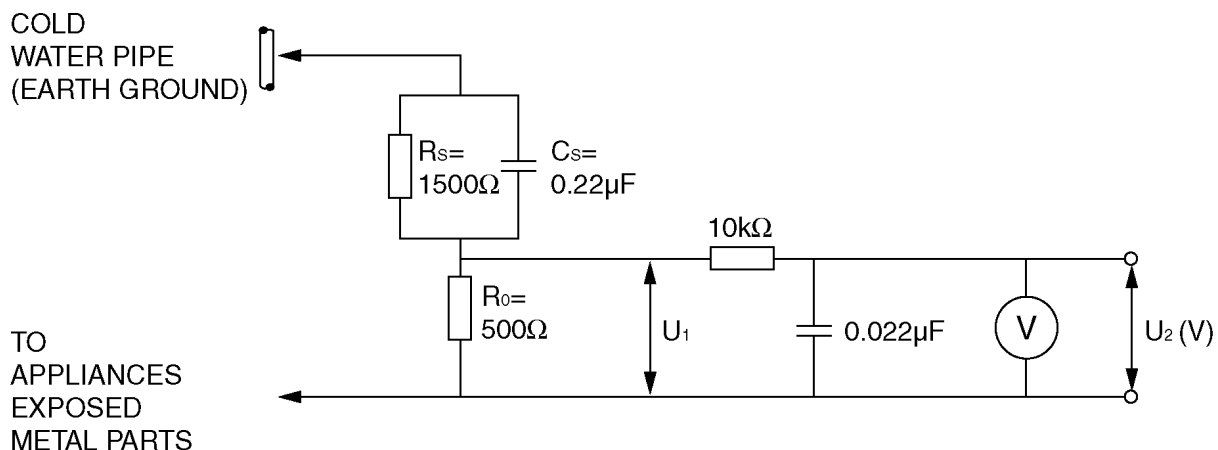 COLD
WATER PIPE
(EARTH GROUND)
RS=
1500Ω
CS=
0.22µF
10kΩ
R0=
500Ω
U1
0.022µF
V
U2 (V)
TO
APPLIANCES
EXPOSED
METAL PARTS